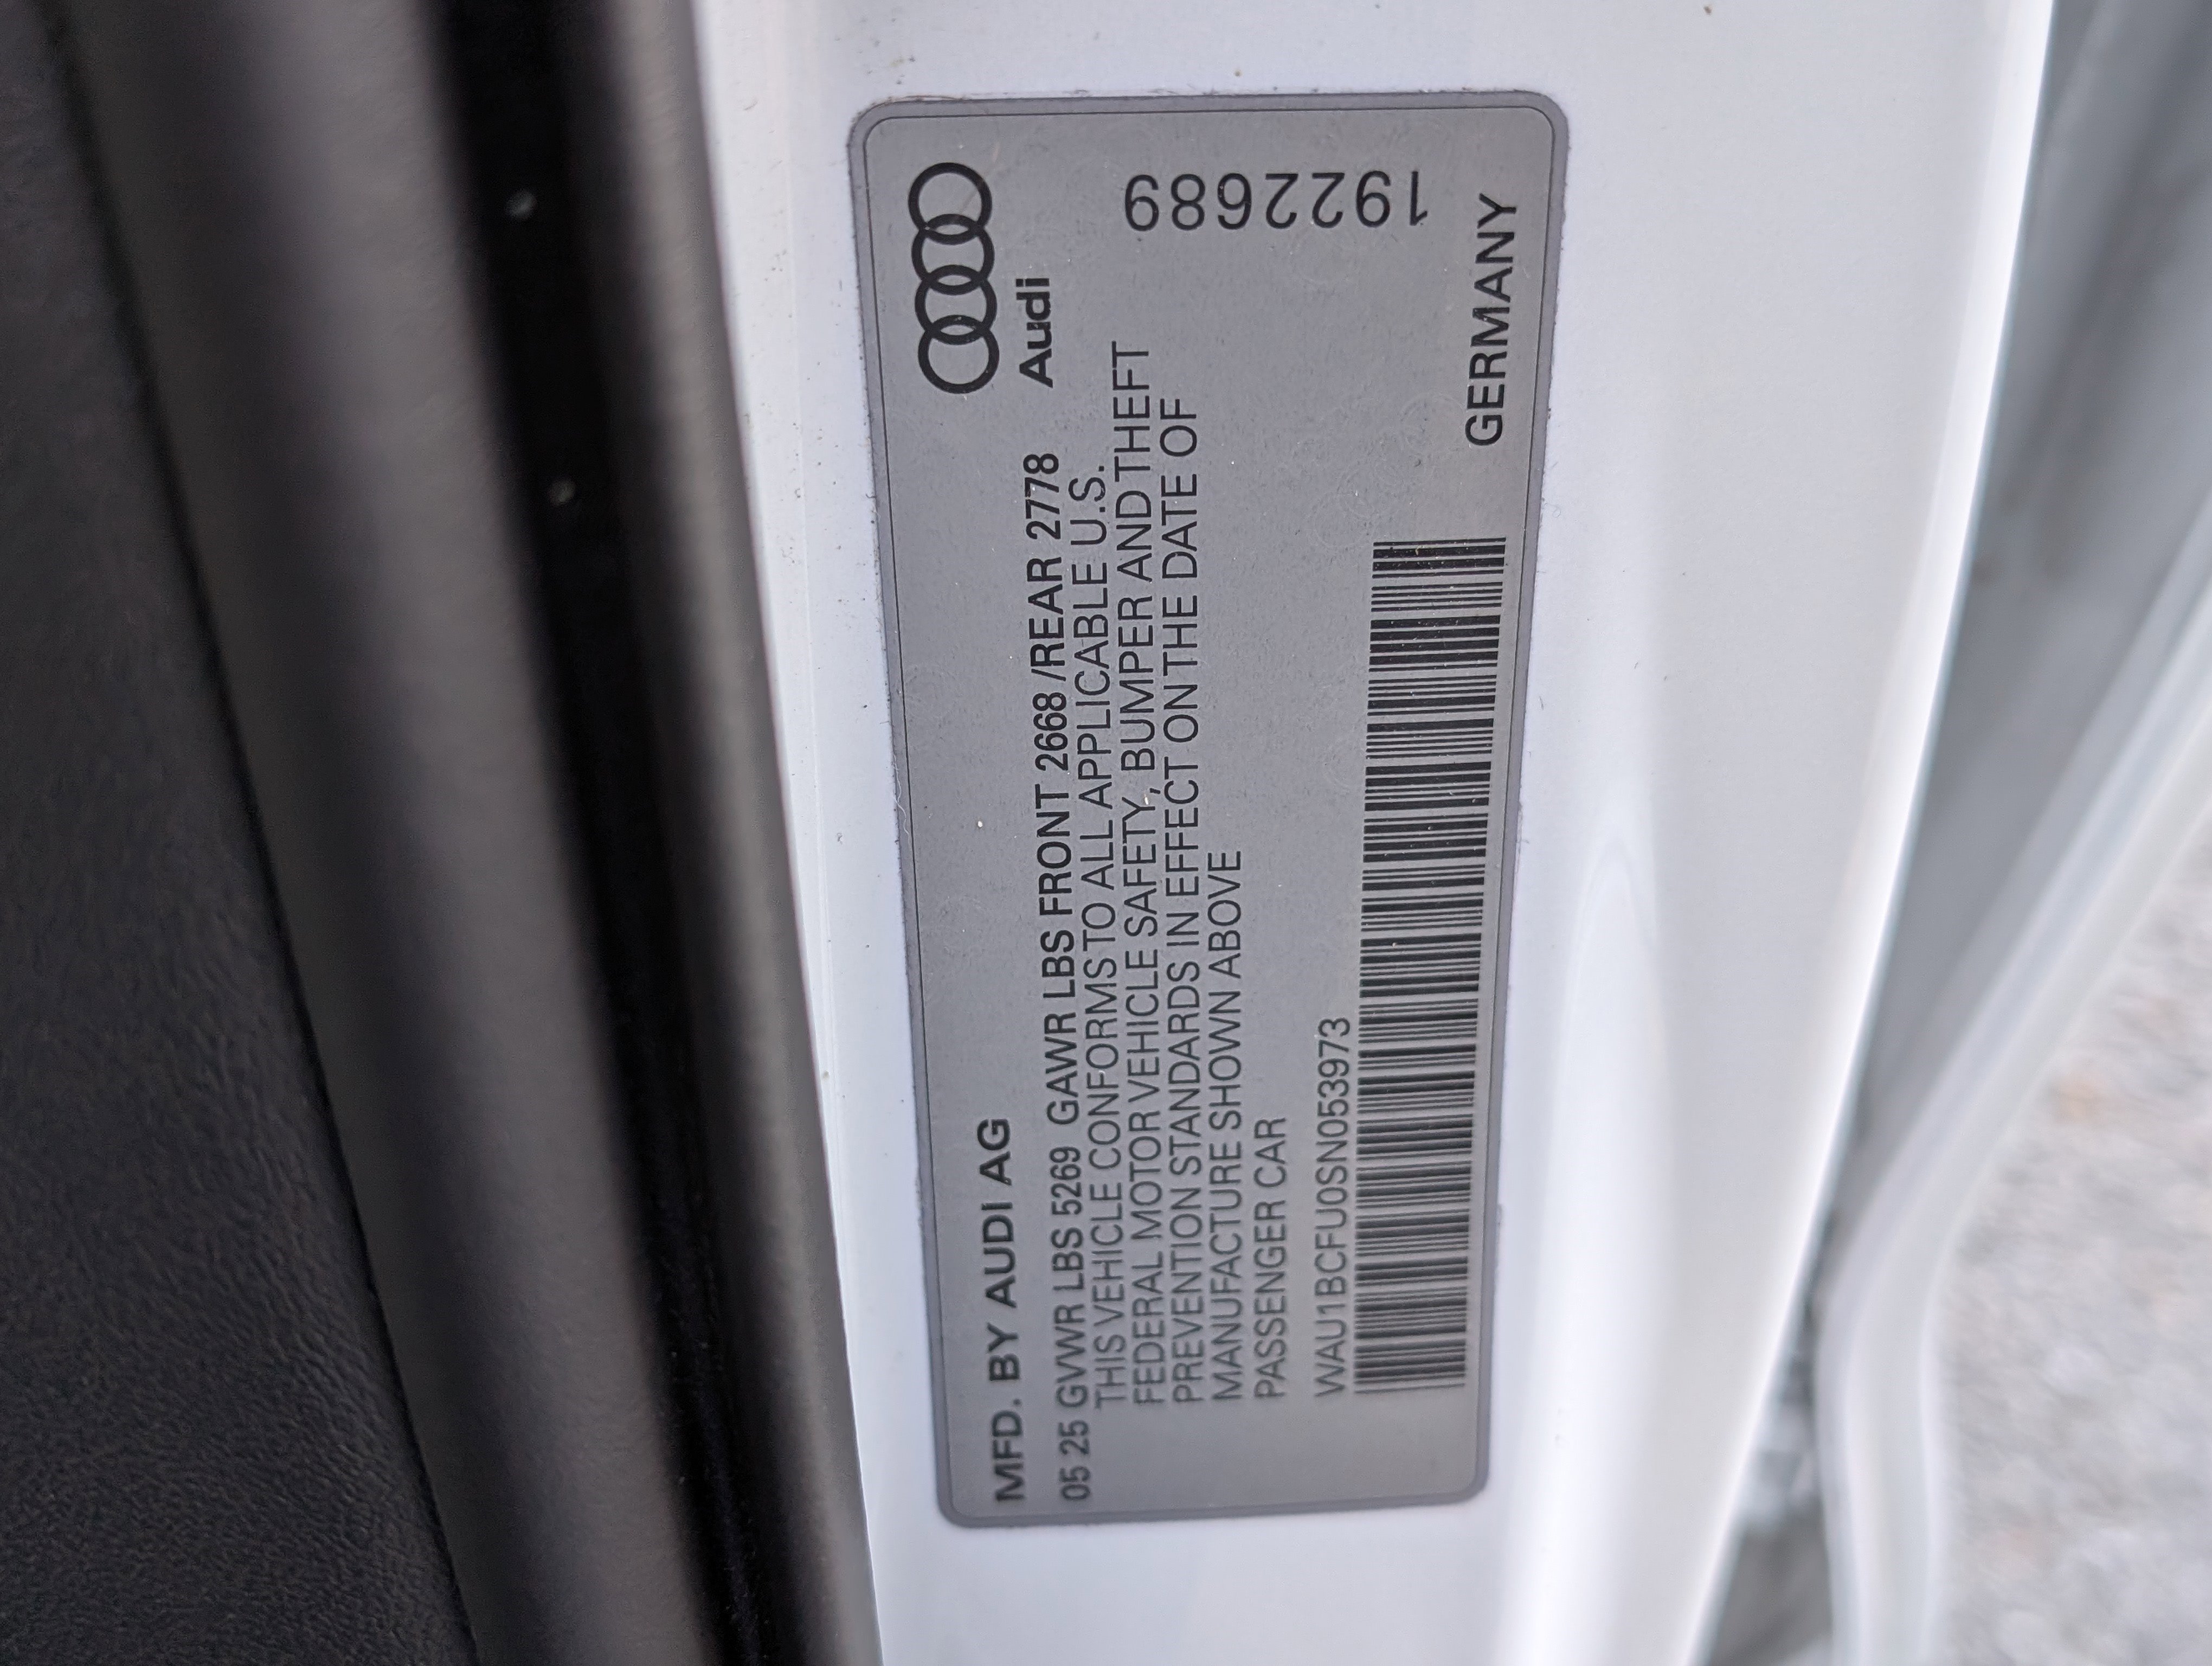 MFD. BY AUDI AG
Audi
05 25 GVWR LBS 5269 GAWR LBS FRONT 2668 /REAR 2778
THIS VEHICLE CONFORMS TO ALL APPLICABLE U.S.
FEDERAL MOTOR VEHICLE SAFETY, BUMPER AND THEFT
PREVENTION STANDARDS IN EFFECT ON THE DATE OF
MANUFACTURE SHOWN ABOVE
PASSENGER CAR
1922689
WAU1BCFU0SN053973
GERMANY